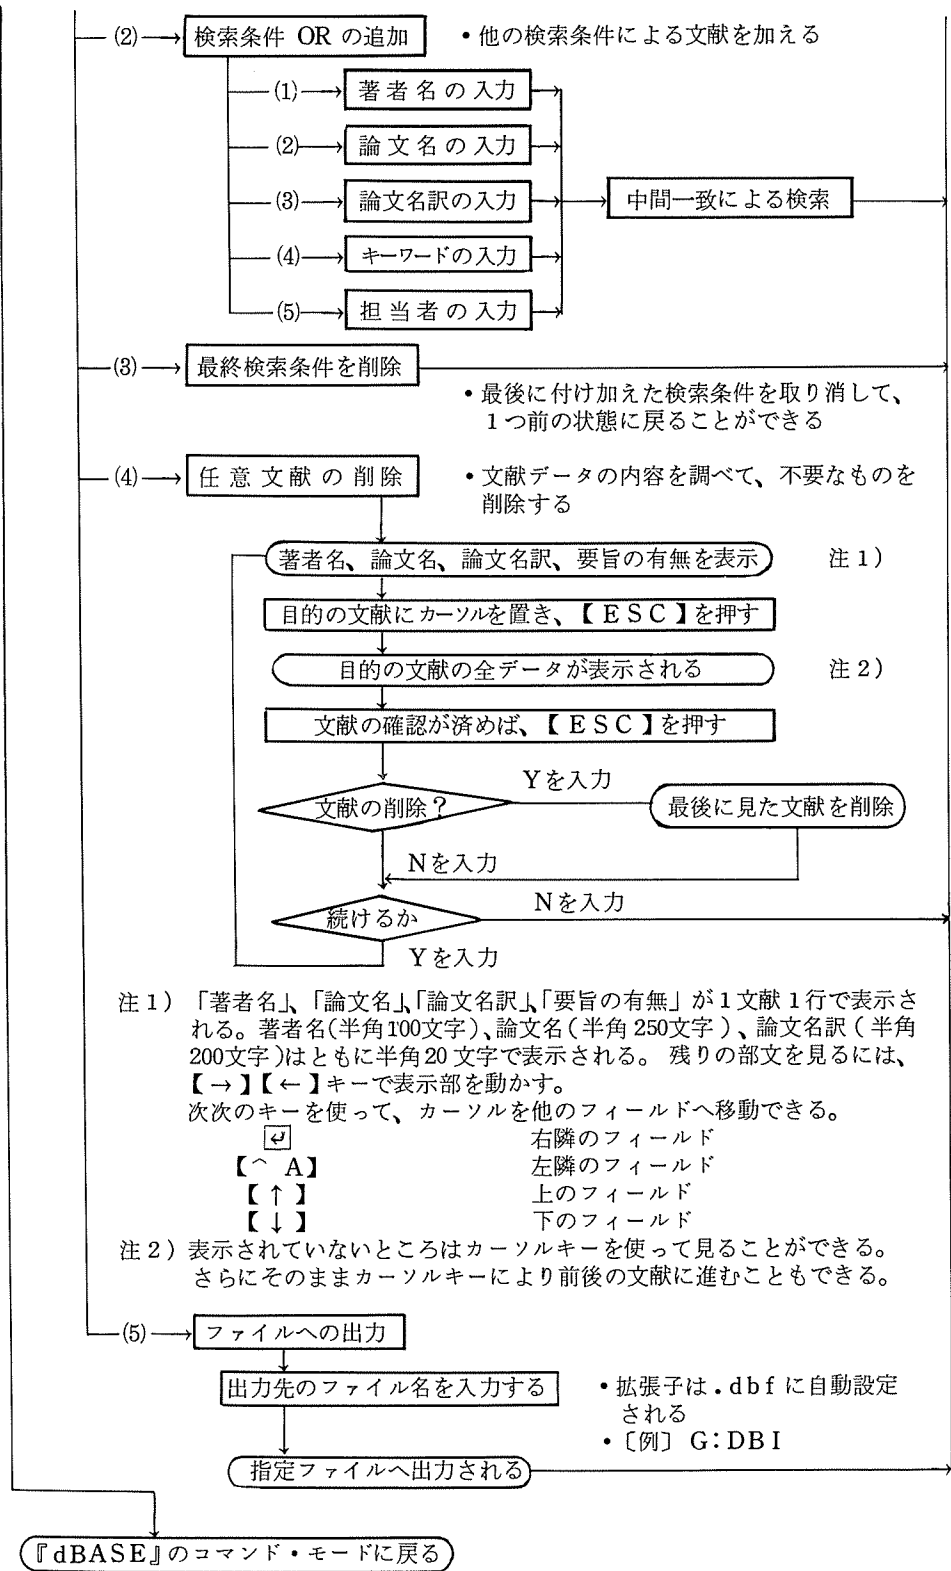 (2) 検索条件 OR の追加 ・他の検索条件による文献を加える
(1) 著者名の入力
(2) 論文名の入力
(3) 論文名訳の入力 中間一致による検索
(4) キーワードの入力
(5) 担当者の入力
(3) 最終検索条件を削除
・最後に付け加えた検索条件を取り消して、
1つ前の状態に戻ることができる
(4) 任意文献の削除 ・文献データの内容を調べて、不要なものを
削除する
著者名、論文名、論文名訳、要旨の有無を表示 注1)
目的の文献にカーソルを置き、【ESC】を押す
目的の文献の全データが表示される 注2)
文献の確認が済めば、【ESC】を押す
Yを入力
文献の削除? 最後に見た文献を削除
Nを入力
続けるか Nを入力
Yを入力
注1) 「著者名」、「論文名」、「論文名訳」、「要旨の有無」が1文献1行で表示さ
れる。著者名(半角100文字)、論文名(半角250文字)、論文名訳(半角
200文字)はともに半角20文字で表示される。 残りの部文を見るには、
【→】【←】キーで表示部を動かす。
次次のキーを使って、カーソルを他のフィールドへ移動できる。
↵ 右隣のフィールド
【^ A】 左隣のフィールド
【↑】 上のフィールド
【↓】 下のフィールド
注2) 表示されていないところはカーソルキーを使って見ることができる。
さらにそのままカーソルキーにより前後の文献に進むこともできる。
(5) ファイルへの出力
出力先のファイル名を入力する ・拡張子は.dbfに自動設定
される
・〔例〕 G:DBI
指定ファイルへ出力される
『dBASE』のコマンド・モードに戻る